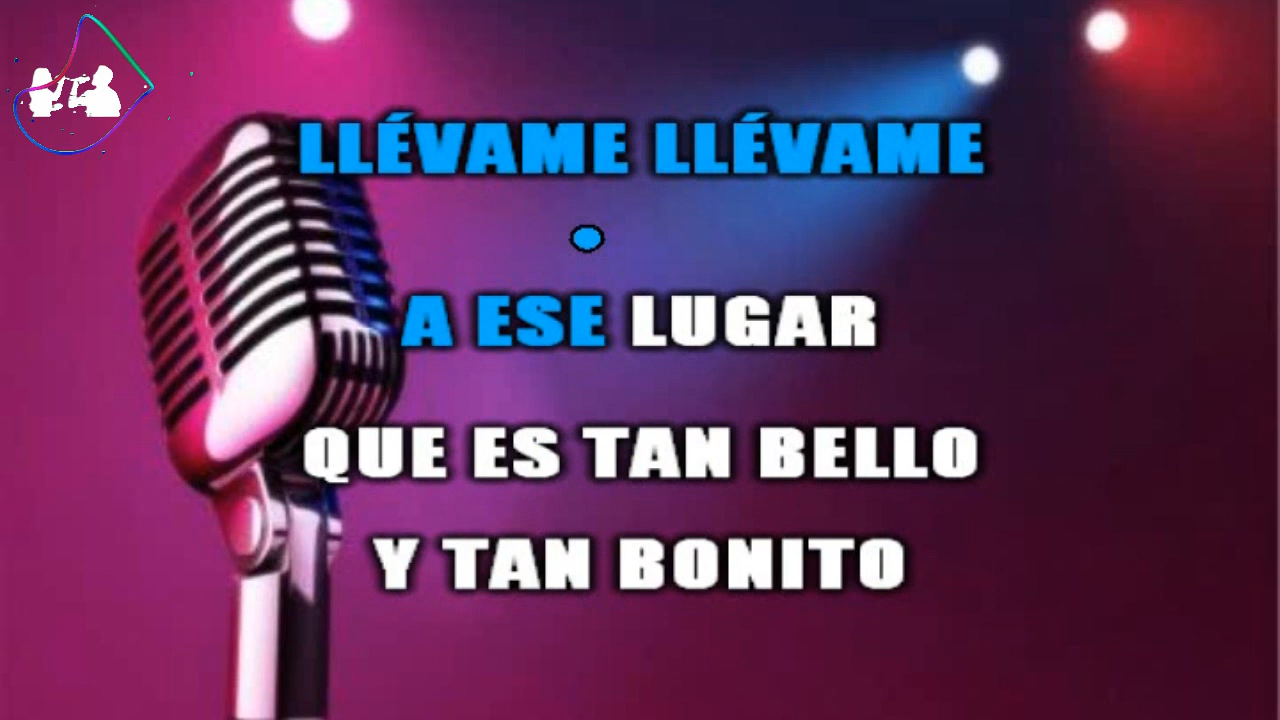 LLÉVAME LLÉVAME
A ESE LUGAR
QUE ES TAN BELLO
Y TAN BONITO